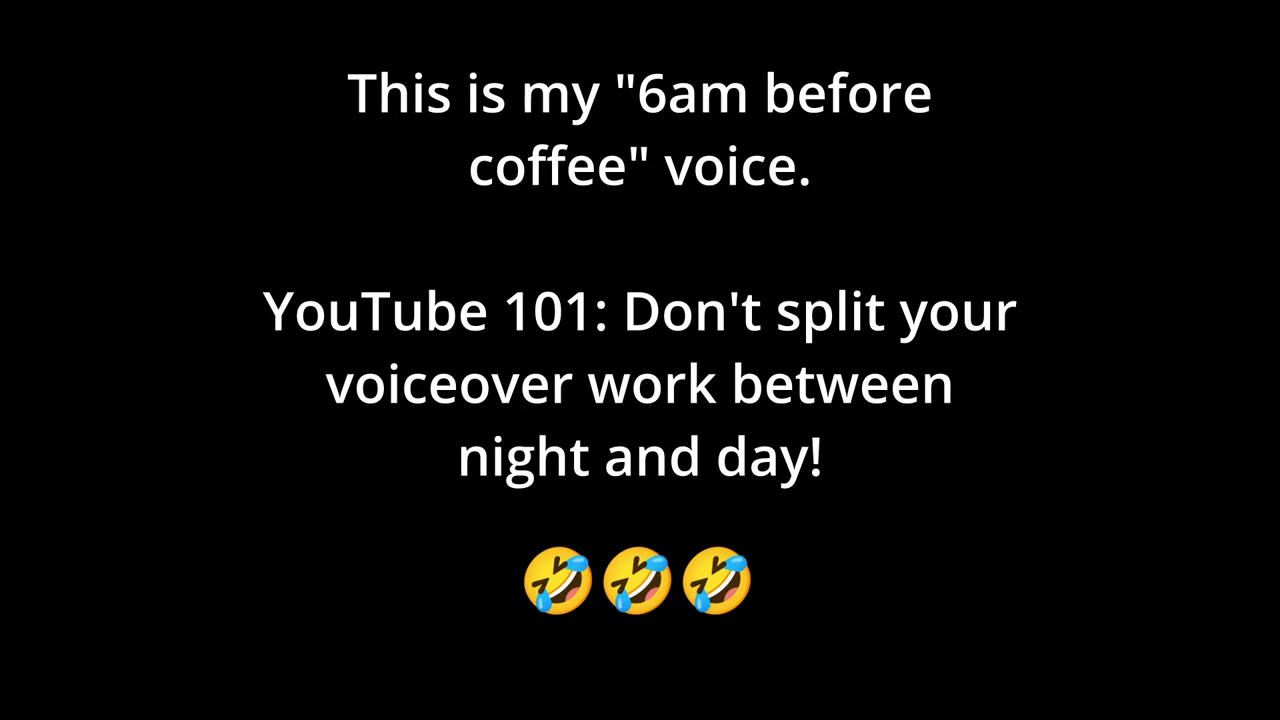 This is my "6am before
coffee" voice.
YouTube 101: Don't split your
voiceover work between
night and day!
🤣🤣🤣